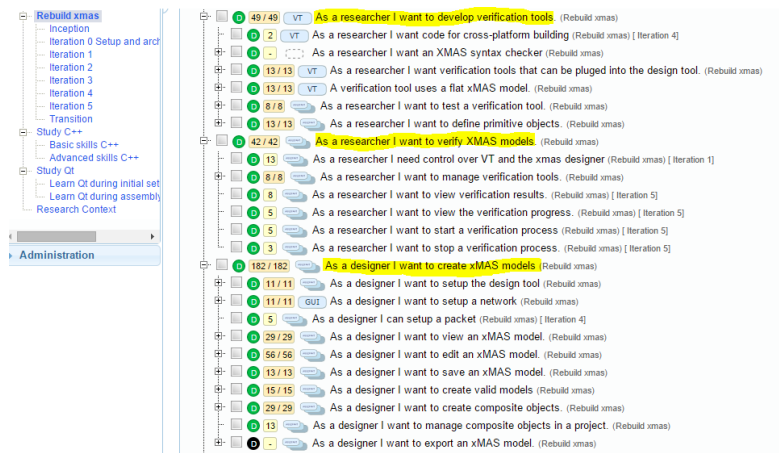 Rebuild xmas
Inception
Iteration 0 Setup and arch
Iteration 1
Iteration 2
Iteration 3
Iteration 4
Iteration 5
Transition
Study C++
Basic skills C++
Advanced skills C++
Study Qt
Learn Qt during initial set
Learn Qt during assembly
Research Context
Administration
D 49 / 49 VT As a researcher I want to develop verification tools. (Rebuild xmas)
D 2 VT As a researcher I want code for cross-platform building (Rebuild xmas) [ Iteration 4]
D - As a researcher I want an XMAS syntax checker (Rebuild xmas)
D 13 / 13 VT As a researcher I want verification tools that can be pluged into the design tool. (Rebuild xmas)
D 13 / 13 VT A verification tool uses a flat xMAS model. (Rebuild xmas)
D 8 / 8 As a researcher I want to test a verification tool. (Rebuild xmas)
D 13 / 13 As a researcher I want to define primitive objects. (Rebuild xmas)
D 42 / 42 As a researcher I want to verify XMAS models. (Rebuild xmas)
D 13 As a researcher I need control over VT and the xmas designer (Rebuild xmas) [ Iteration 1]
D 8 / 8 As a researcher I want to manage verification tools. (Rebuild xmas)
D 8 As a researcher I want to view verification results. (Rebuild xmas) [ Iteration 5]
D 5 As a researcher I want to view the verification progress. (Rebuild xmas) [ Iteration 5]
D 5 As a researcher I want to start a verification process (Rebuild xmas) [ Iteration 5]
D 3 As a researcher I want to stop a verification process. (Rebuild xmas) [ Iteration 5]
D 182 / 182 As a designer I want to create xMAS models (Rebuild xmas)
D 11 / 11 As a designer I want to setup the design tool (Rebuild xmas)
D 11 / 11 GUI As a designer I want to setup a network (Rebuild xmas)
D 5 As a designer I can setup a packet (Rebuild xmas) [ Iteration 4]
D 29 / 29 As a designer I want to view an xMAS model. (Rebuild xmas)
D 56 / 56 As a designer I want to edit an xMAS model. (Rebuild xmas)
D 13 / 13 As a designer I want to save an xMAS model. (Rebuild xmas)
D 15 / 15 As a designer I want to create valid models (Rebuild xmas)
D 29 / 29 As a designer I want to create composite objects. (Rebuild xmas)
D 13 As a designer I want to manage composite objects in a project. (Rebuild xmas)
D - As a designer I want to export an xMAS model. (Rebuild xmas)